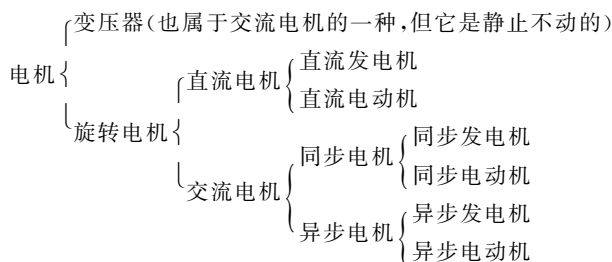 变压器(也属于交流电机的一种,但它是静止不动的)
电机
旋转电机
直流电机
直流发电机
直流电动机
交流电机
同步电机
同步发电机
同步电动机
异步电机
异步发电机
异步电动机